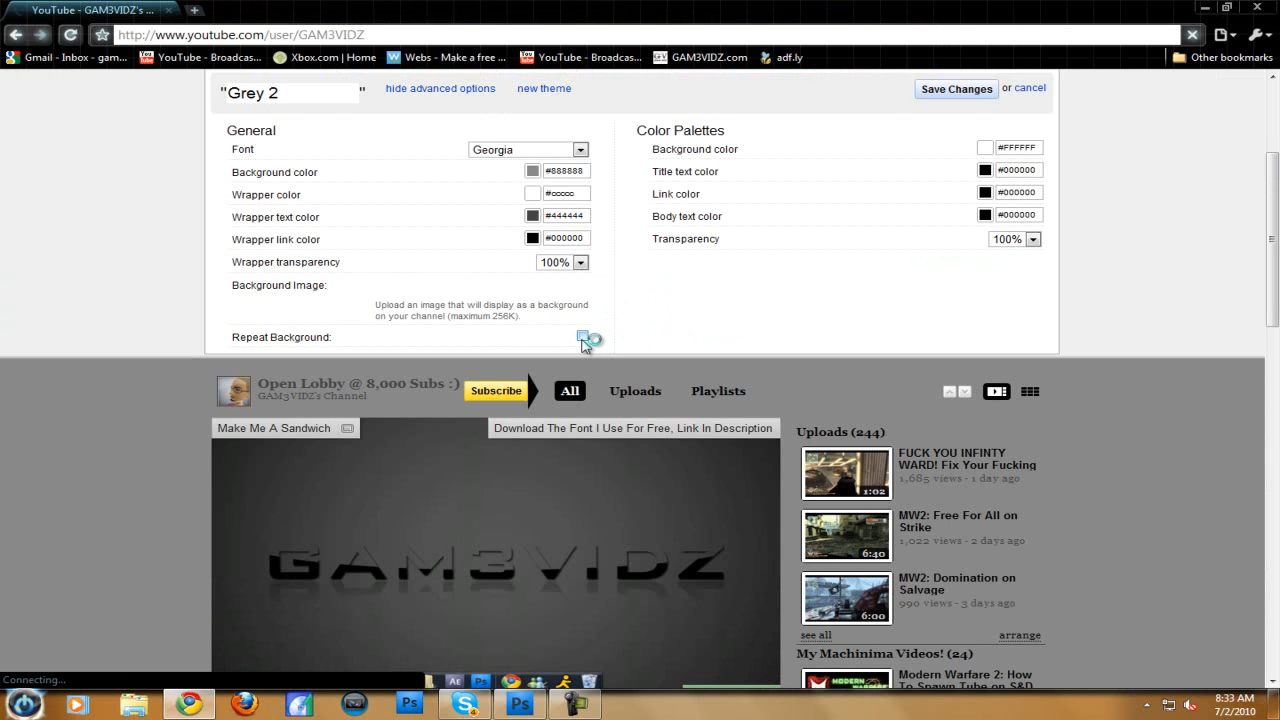 YouTube - GAM3VIDZ's ...
http://www.youtube.com/user/GAM3VIDZ
Gmail - Inbox - gam...
YouTube - Broadcas...
Xbox.com | Home
Webs - Make a free ...
YouTube - Broadcas...
GAM3VIDZ.com
adf.ly
Other bookmarks
"Grey 2"
hide advanced options
new theme
Save Changes or cancel
General
Font
Georgia
Background color
#888888
Wrapper color
#cccccc
Wrapper text color
#444444
Wrapper link color
#000000
Wrapper transparency
100%
Background Image:
Upload an image that will display as a background
on your channel (maximum 256K).
Repeat Background:
Color Palettes
Background color
#FFFFFF
Title text color
#000000
Link color
#000000
Body text color
#000000
Transparency
100%
Open Lobby @ 8,000 Subs :)
GAM3VIDZ's Channel
Subscribe
All
Uploads
Playlists
Make Me A Sandwich
Download The Font I Use For Free, Link In Description
GAM3VIDZ
Uploads (244)
FUCK YOU INFINTY
WARD! Fix Your Fucking
1,685 views - 1 day ago
1:02
MW2: Free For All on
Strike
1,022 views - 2 days ago
6:40
MW2: Domination on
Salvage
990 views - 3 days ago
6:00
see all
arrange
My Machinima Videos! (24)
Modern Warfare 2: How
To Spawn Tube on S&D
Connecting...
Ae
Ps
Ps
Ps
8:33 AM
7/2/2010